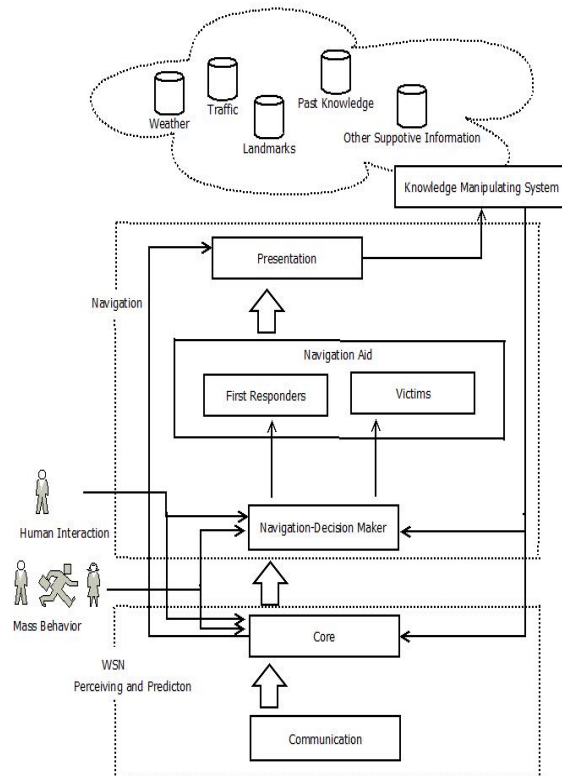 Weather
Traffic
Landmarks
Past Knowledge
Other Suppotive Information
Knowledge Manipulating System
Presentation
Navigation
Navigation Aid
First Responders
Victims
Human Interaction
Navigation-Decision Maker
Mass Behavior
Core
WSN
Perceiving and Predicton
Communication